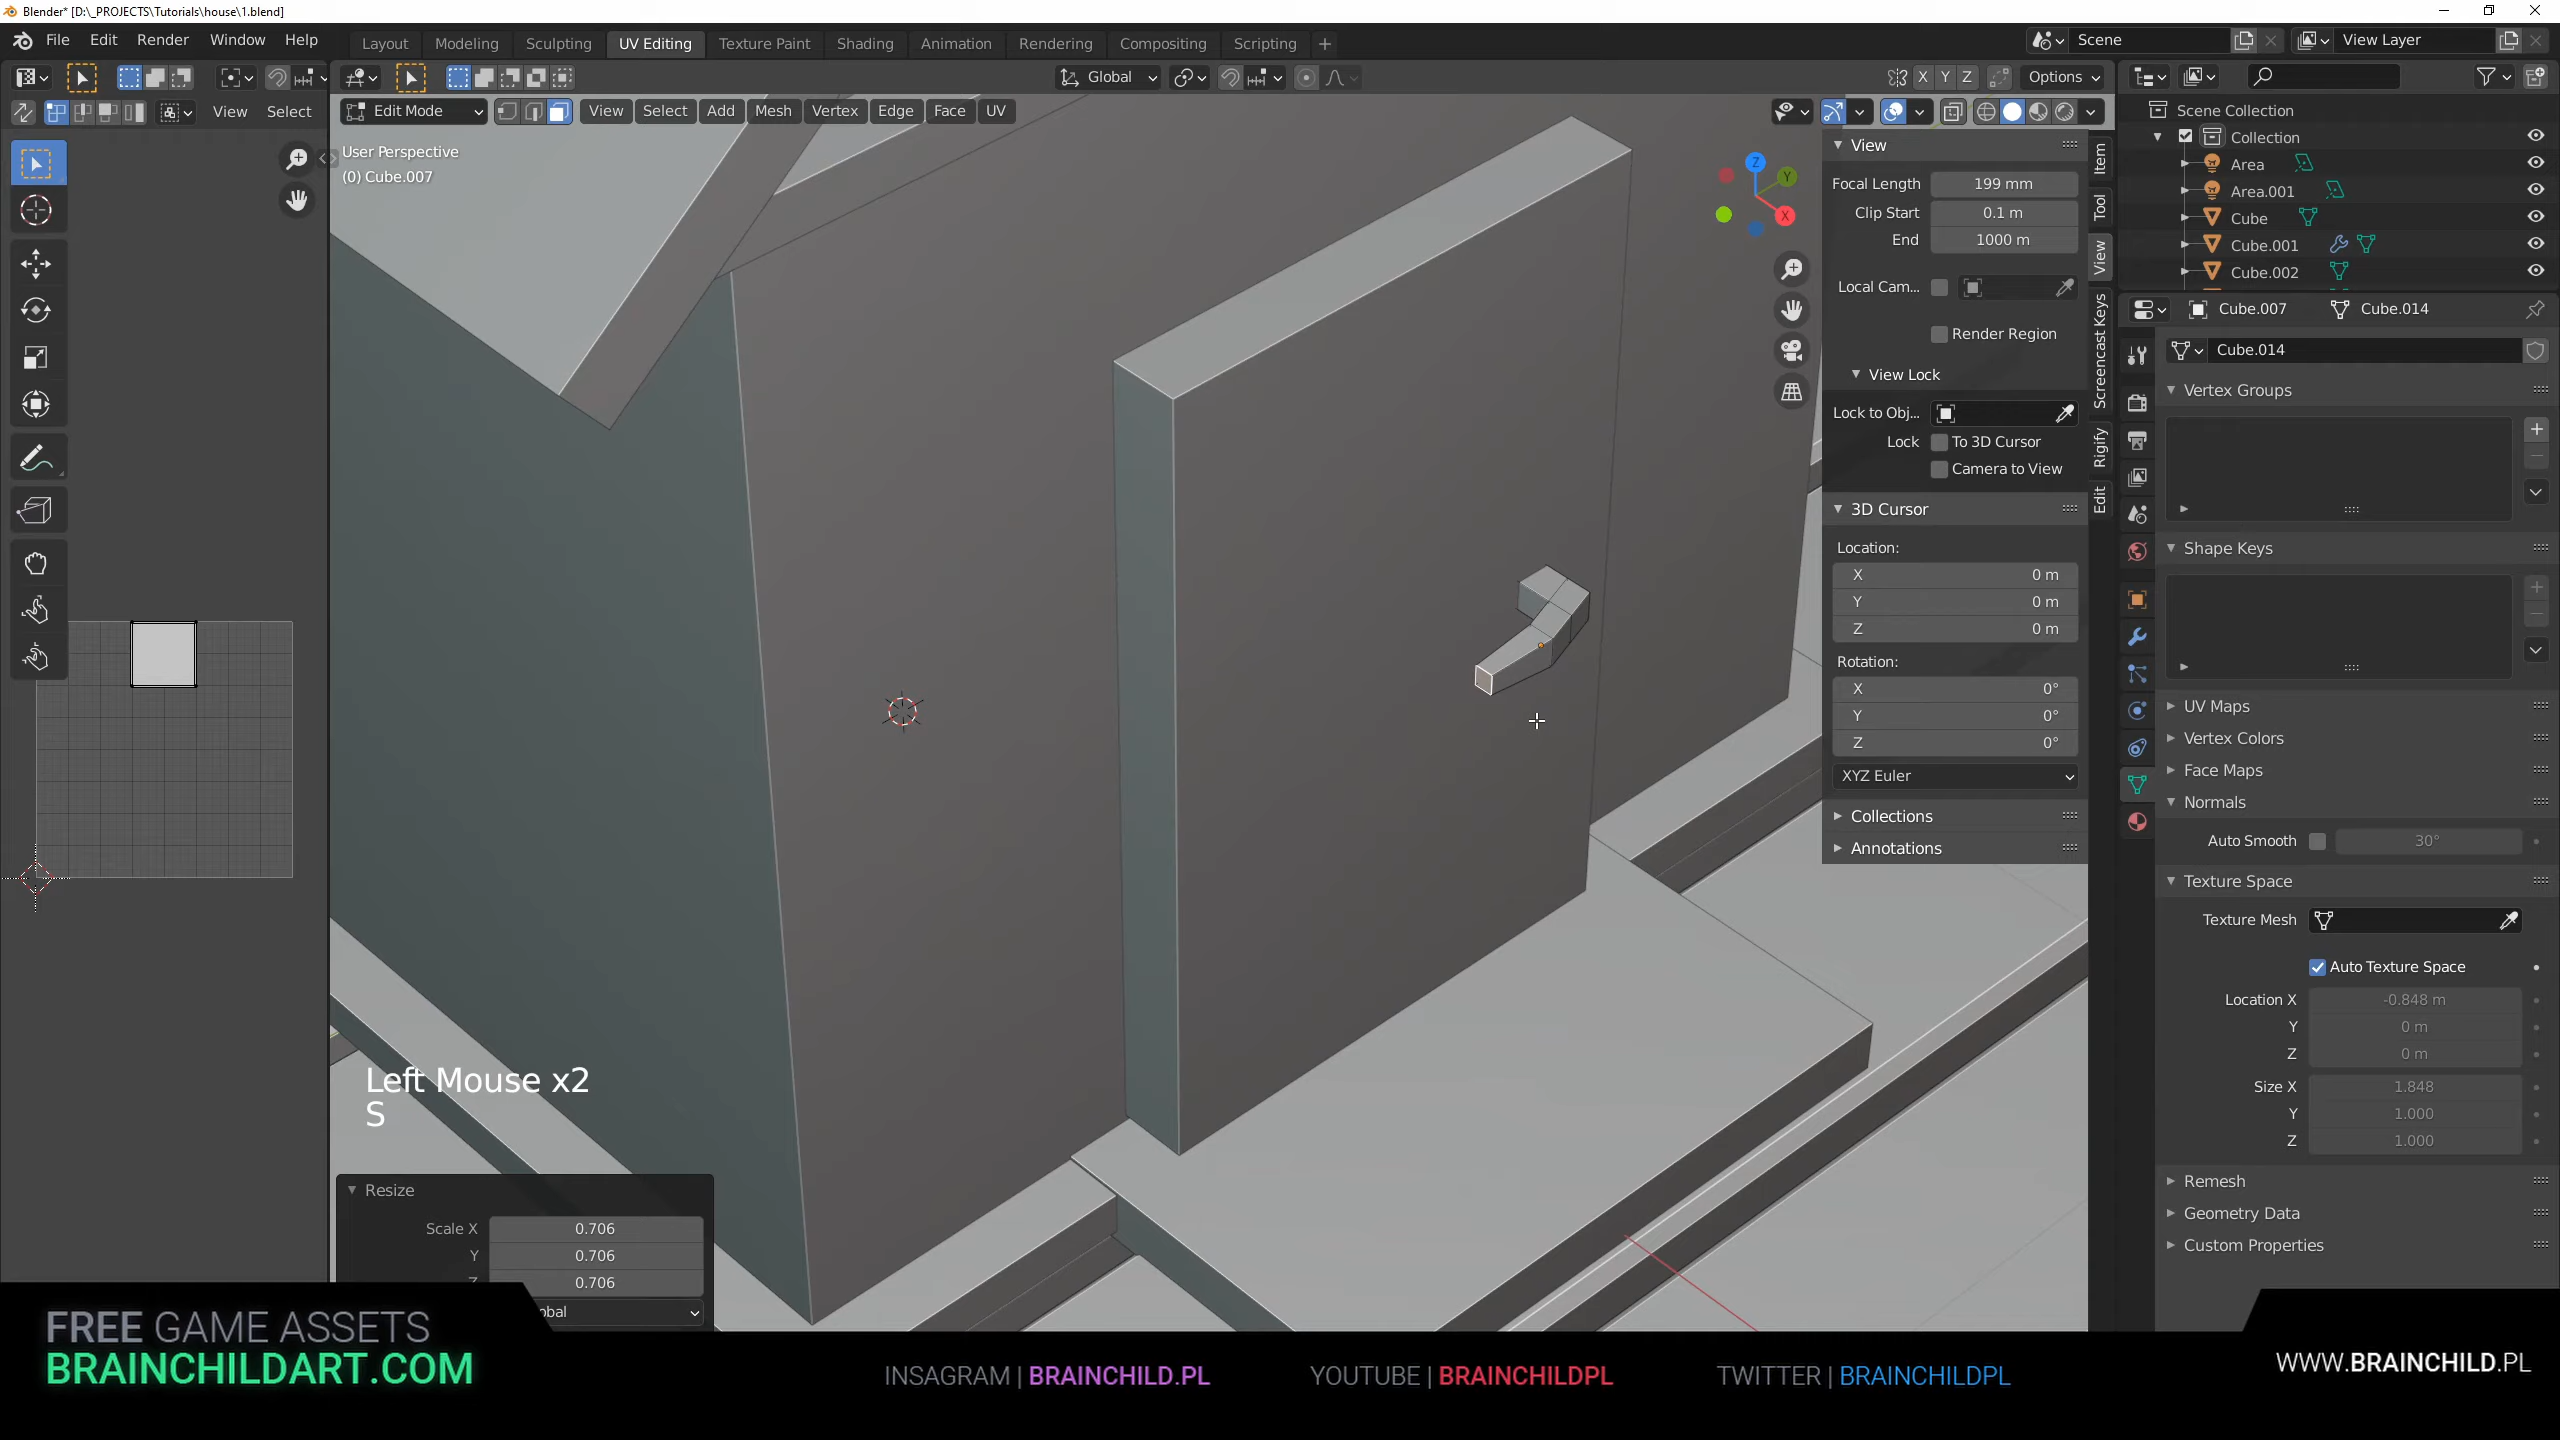 Blender* [D:\_PROJECTS\Tutorials\house\1.blend]
File Edit Render Window Help
Layout Modeling Sculpting UV Editing Texture Paint Shading Animation Rendering Compositing Scripting +
Scene
View Layer
Global
X Y Z
Options
View Select
Edit Mode
View Select Add Mesh Vertex Edge Face UV
User Perspective
(0) Cube.007
Z
Y
X
View
Focal Length 199 mm
Clip Start 0.1 m
End 1000 m
Local Cam...
Render Region
View Lock
Lock to Obj...
Lock To 3D Cursor
Camera to View
3D Cursor
Location:
X 0 m
Y 0 m
Z 0 m
Rotation:
X 0°
Y 0°
Z 0°
XYZ Euler
Collections
Annotations
Item
Tool
View
Screencast Keys
Rigify
Edit
Scene Collection
Collection
Area
Area.001
Cube
Cube.001
Cube.002
Cube.007 Cube.014
Cube.014
Vertex Groups
Shape Keys
UV Maps
Vertex Colors
Face Maps
Normals
Auto Smooth 30°
Texture Space
Texture Mesh
Auto Texture Space
Location X -0.848 m
Y 0 m
Z 0 m
Size X 1.848
Y 1.000
Z 1.000
Remesh
Geometry Data
Custom Properties
Left Mouse x2
S
Resize
Scale X 0.706
Y 0.706
Z 0.706
obal
FREE GAME ASSETS
BRAINCHILDART.COM
INSAGRAM | BRAINCHILD.PL
YOUTUBE | BRAINCHILDPL
TWITTER | BRAINCHILDPL
WWW.BRAINCHILD.PL